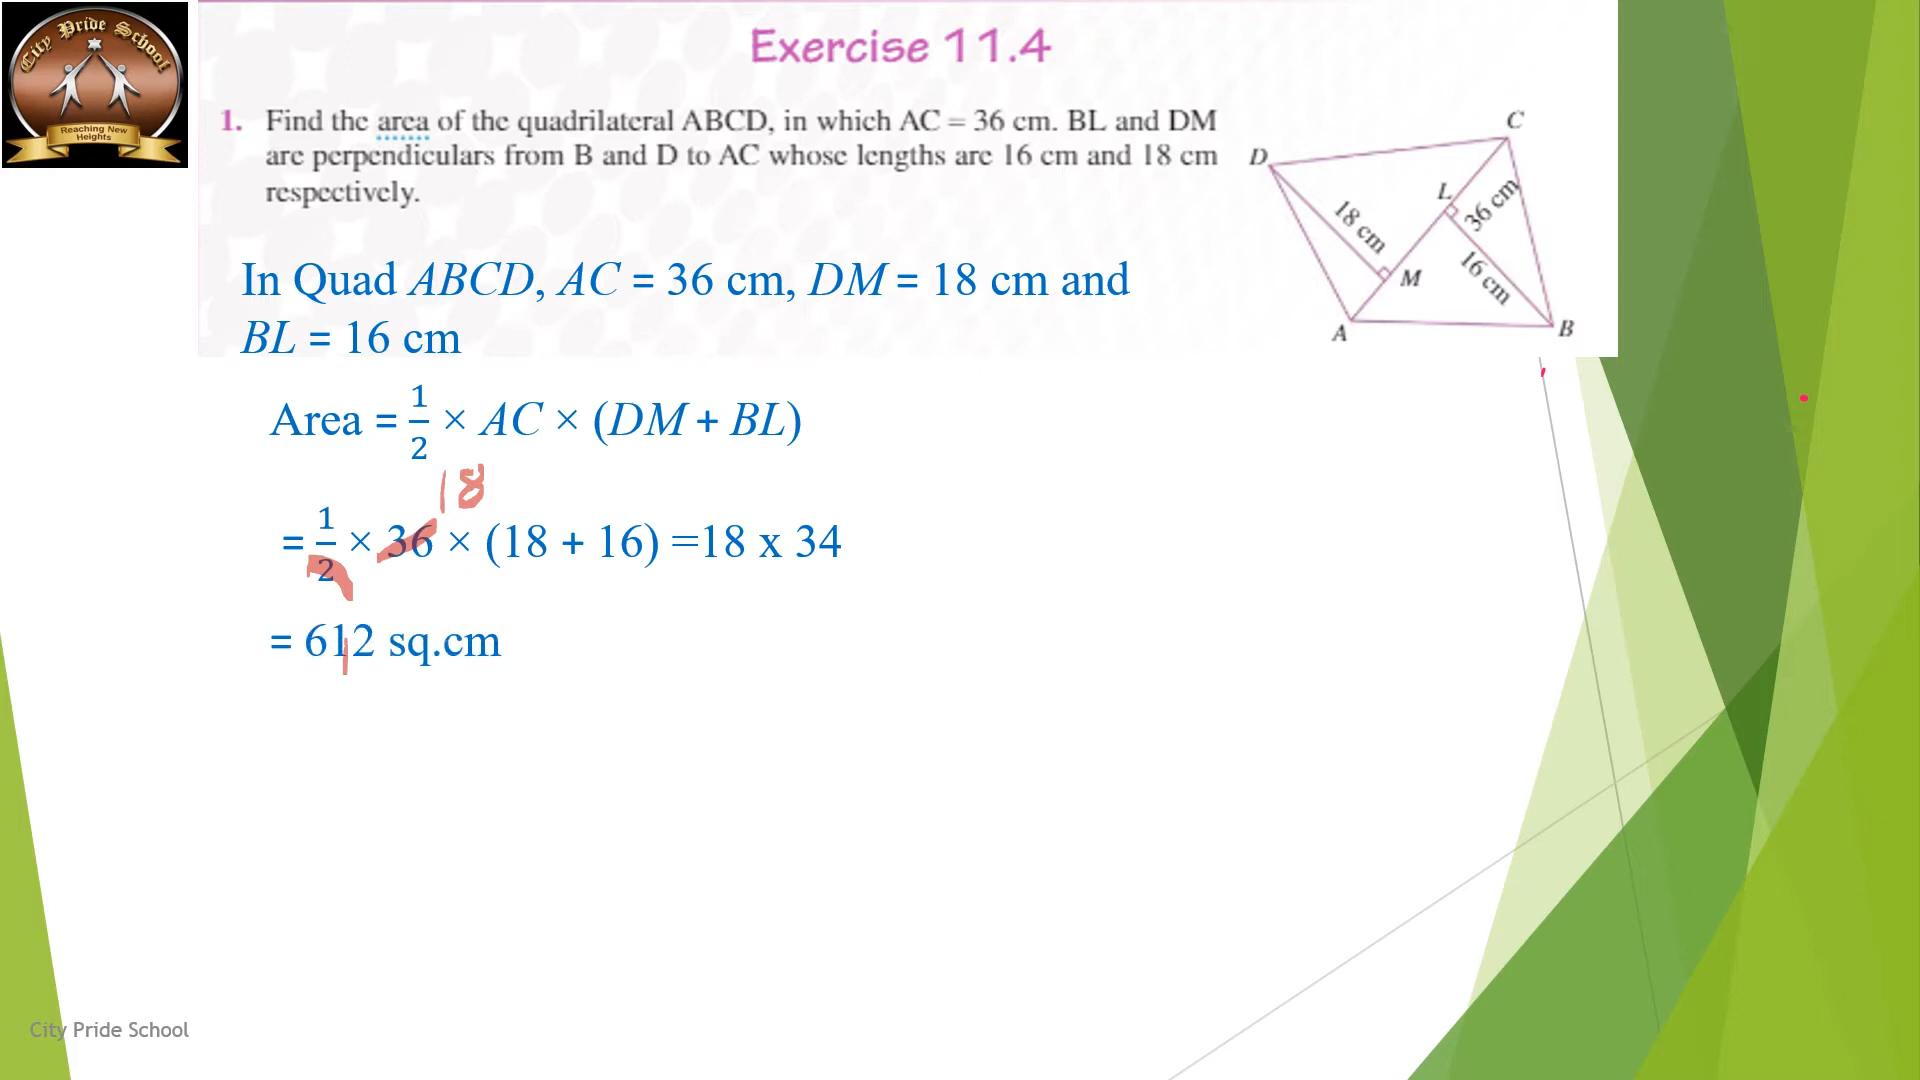 City Pride School
Reaching New
Heights
Exercise 11.4
1. Find the area of the quadrilateral ABCD, in which AC = 36 cm. BL and DM
are perpendiculars from B and D to AC whose lengths are 16 cm and 18 cm
respectively.
D
C
L
36 cm
18 cm
M
16 cm
A
B
In Quad ABCD, AC = 36 cm, DM = 18 cm and
BL = 16 cm
Area = 1/2 × AC × (DM + BL)
18
= 1/2 × 36 × (18 + 16) =18 x 34
1
= 612 sq.cm
City Pride School